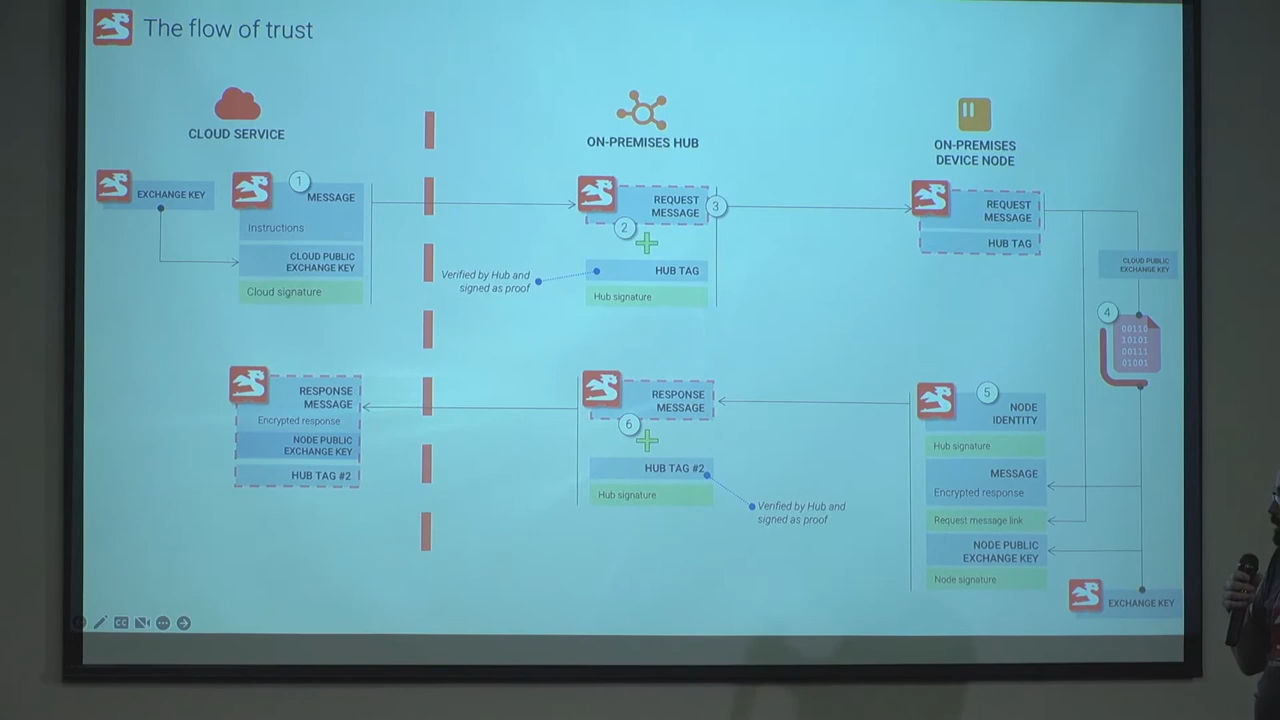 The flow of trust
CLOUD SERVICE
ON-PREMISES HUB
ON-PREMISES
DEVICE NODE
EXCHANGE KEY
1
MESSAGE
Instructions
CLOUD PUBLIC
EXCHANGE KEY
Cloud signature
REQUEST
MESSAGE
3
2
HUB TAG
Hub signature
Verified by Hub and
signed as proof
REQUEST
MESSAGE
HUB TAG
CLOUD PUBLIC
EXCHANGE KEY
4
00110
10101
00111
01001
RESPONSE
MESSAGE
Encrypted response
NODE PUBLIC
EXCHANGE KEY
HUB TAG #2
RESPONSE
MESSAGE
6
HUB TAG #2
Hub signature
Verified by Hub and
signed as proof
5
NODE
IDENTITY
Hub signature
MESSAGE
Encrypted response
Request message link
NODE PUBLIC
EXCHANGE KEY
Node signature
EXCHANGE KEY
CC